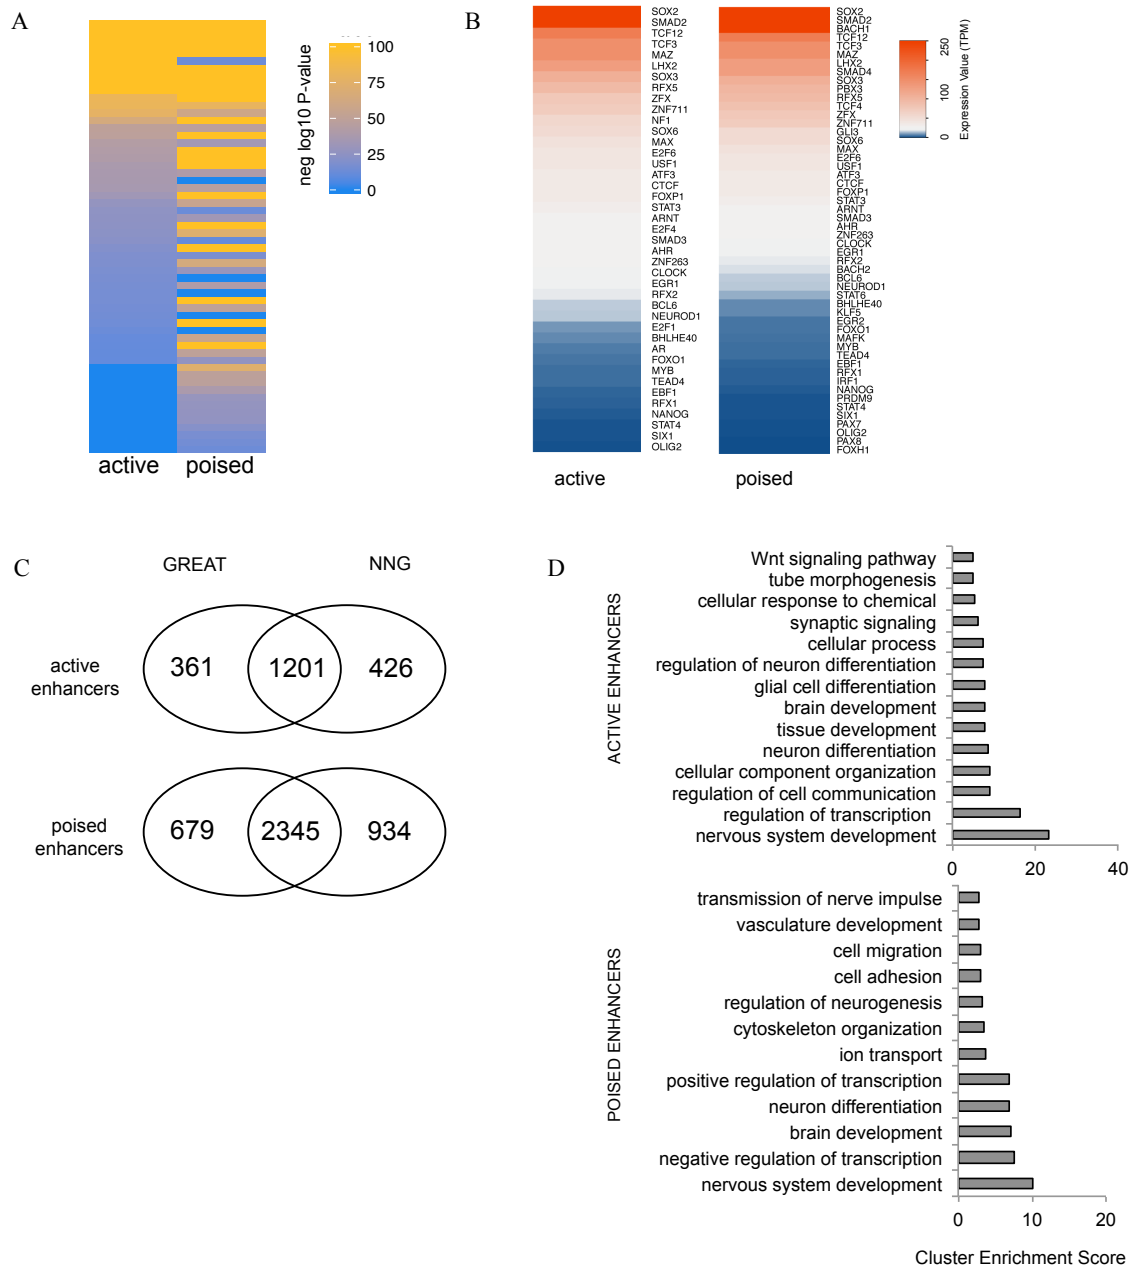 A
neg log10 P-value
100
75
50
25
0
active
poised
B
SOX2
SMAD2
TCF12
TCF3
MAZ
LHX2
SOX3
RFX5
ZFX
ZNF711
NF1
SOX6
MAX
E2F6
USF1
ATF3
CTCF
FOXP1
STAT3
ARNT
E2F4
SMAD3
AHR
ZNF263
CLOCK
EGR1
RFX2
BCL6
NEUROD1
E2F1
BHLHE40
AR
FOXO1
MYB
TEAD4
EBF1
RFX1
NANOG
STAT4
SIX1
OLIG2
active
SOX2
SMAD2
BACH1
TCF12
TCF3
MAZ
LHX2
SMAD4
SOX3
PBX3
RFX5
TCF4
ZFX
ZNF711
GLI3
SOX6
MAX
E2F6
USF1
ATF3
CTCF
FOXP1
STAT3
ARNT
SMAD3
AHR
ZNF263
CLOCK
EGR1
RFX2
BACH2
BCL6
NEUROD1
STAT6
BHLHE40
KLF5
EGR2
FOXO1
MAFK
MYB
TEAD4
EBF1
RFX1
IRF1
NANOG
PRDM9
STAT4
SIX1
PAX7
OLIG2
PAX8
FOXH1
poised
250
100
0
Expression Value (TPM)
C
GREAT
NNG
active
enhancers
361
1201
426
poised
enhancers
679
2345
934
D
ACTIVE ENHANCERS
Wnt signaling pathway
tube morphogenesis
cellular response to chemical
synaptic signaling
cellular process
regulation of neuron differentiation
glial cell differentiation
brain development
tissue development
neuron differentiation
cellular component organization
regulation of cell communication
regulation of transcription
nervous system development
0
20
40
POISED ENHANCERS
transmission of nerve impulse
vasculature development
cell migration
cell adhesion
regulation of neurogenesis
cytoskeleton organization
ion transport
positive regulation of transcription
neuron differentiation
brain development
negative regulation of transcription
nervous system development
0
10
20
Cluster Enrichment Score